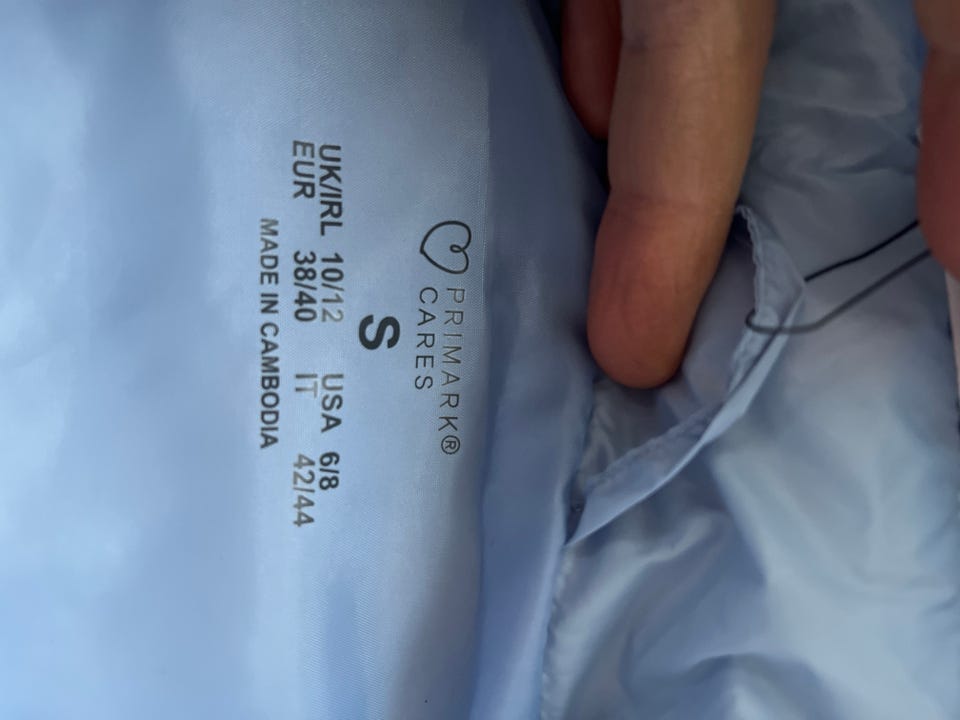 PRIMARK®
CARES
S
UK/IRL 10/12 USA 6/8
EUR 38/40 IT 42/44
MADE IN CAMBODIA